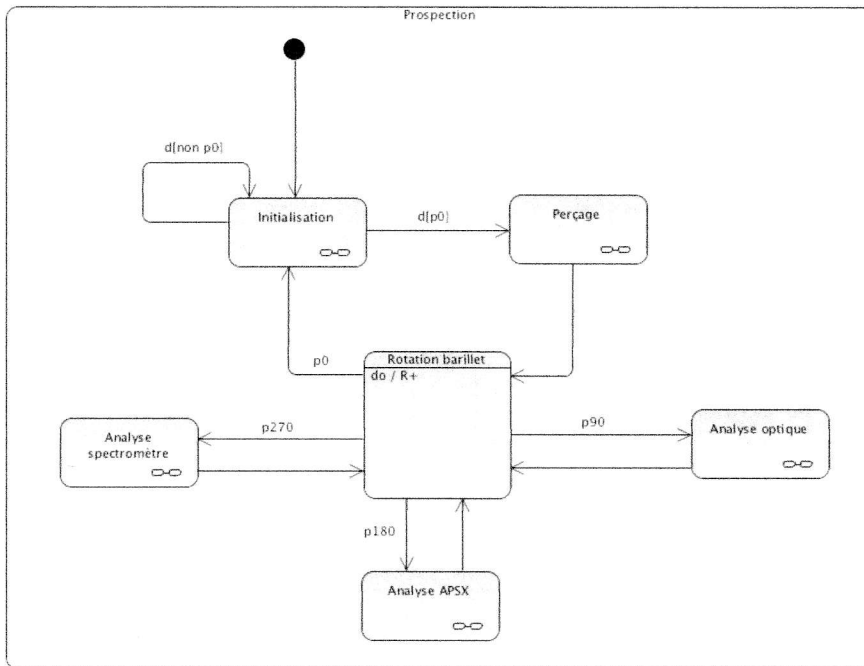 Prospection
d[non p0]
Initialisation
d[p0]
Perçage
p0
Rotation barillet
do / R+
Analyse
spectromètre
p270
p90
Analyse optique
p180
Analyse APSX